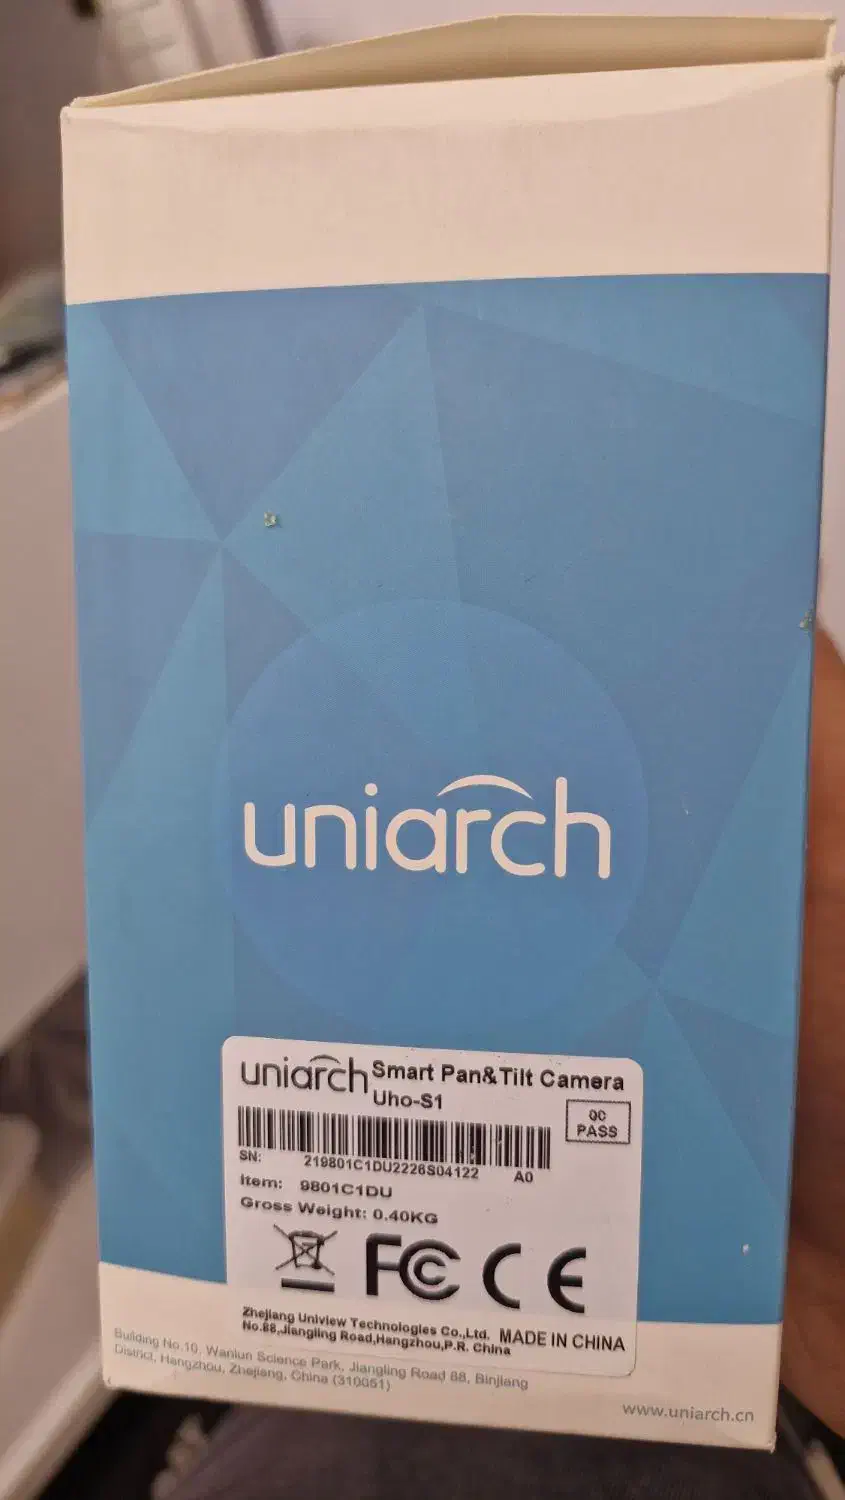 uniarch
uniarch Smart Pan&Tilt Camera
Uho-S1
QC
PASS
SN: 219801C1DU2226S04122 A0
Item: 9801C1DU
Gross Weight: 0.40KG
FC CE
Zhejiang Uniview Technologies Co.,Ltd.
No.88,Jiangling Road,Hangzhou,P.R. China
MADE IN CHINA
Building No.10, Wanlun Science Park, Jiangling Road 88, Binjiang
District, Hangzhou, Zhejiang, China (310051)
www.uniarch.cn